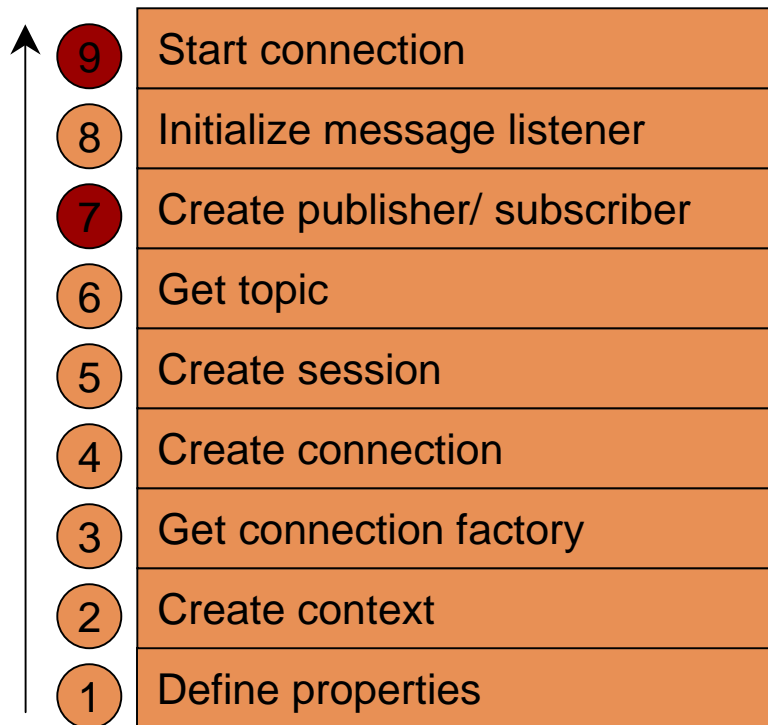 9 Start connection
8 Initialize message listener
7 Create publisher/ subscriber
6 Get topic
5 Create session
4 Create connection
3 Get connection factory
2 Create context
1 Define properties